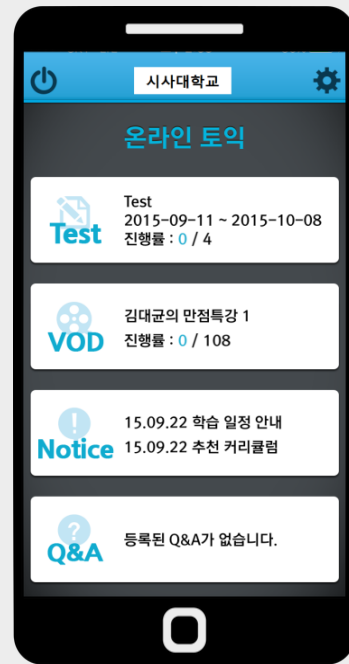 시사대학교
온라인 토익
Test
Test
2015-09-11 ~ 2015-10-08
진행률 : 0 / 4
VOD
김대균의 만점특강 1
진행률 : 0 / 108
Notice
15.09.22 학습 일정 안내
15.09.22 추천 커리큘럼
Q&A
등록된 Q&A가 없습니다.